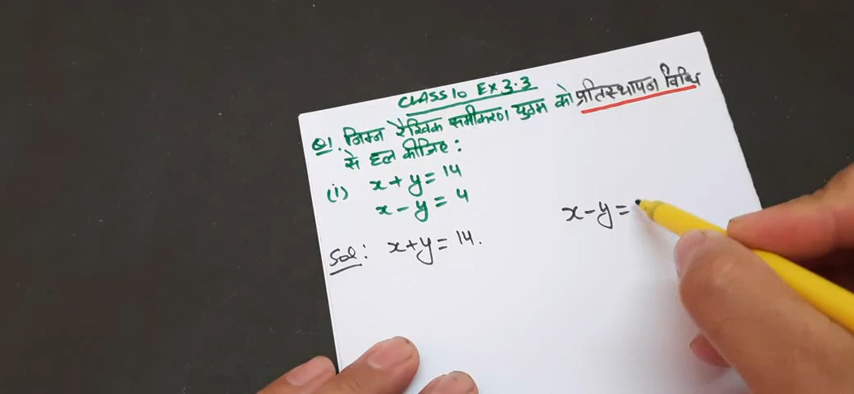 CLASS 10 EX 3.3
Q1. निम्न रैखिक समीकरण युग्म को प्रतिस्थापन विधि
से हल कीजिए :
(i) x + y = 14
x - y = 4
Sol : x + y = 14.
x - y =